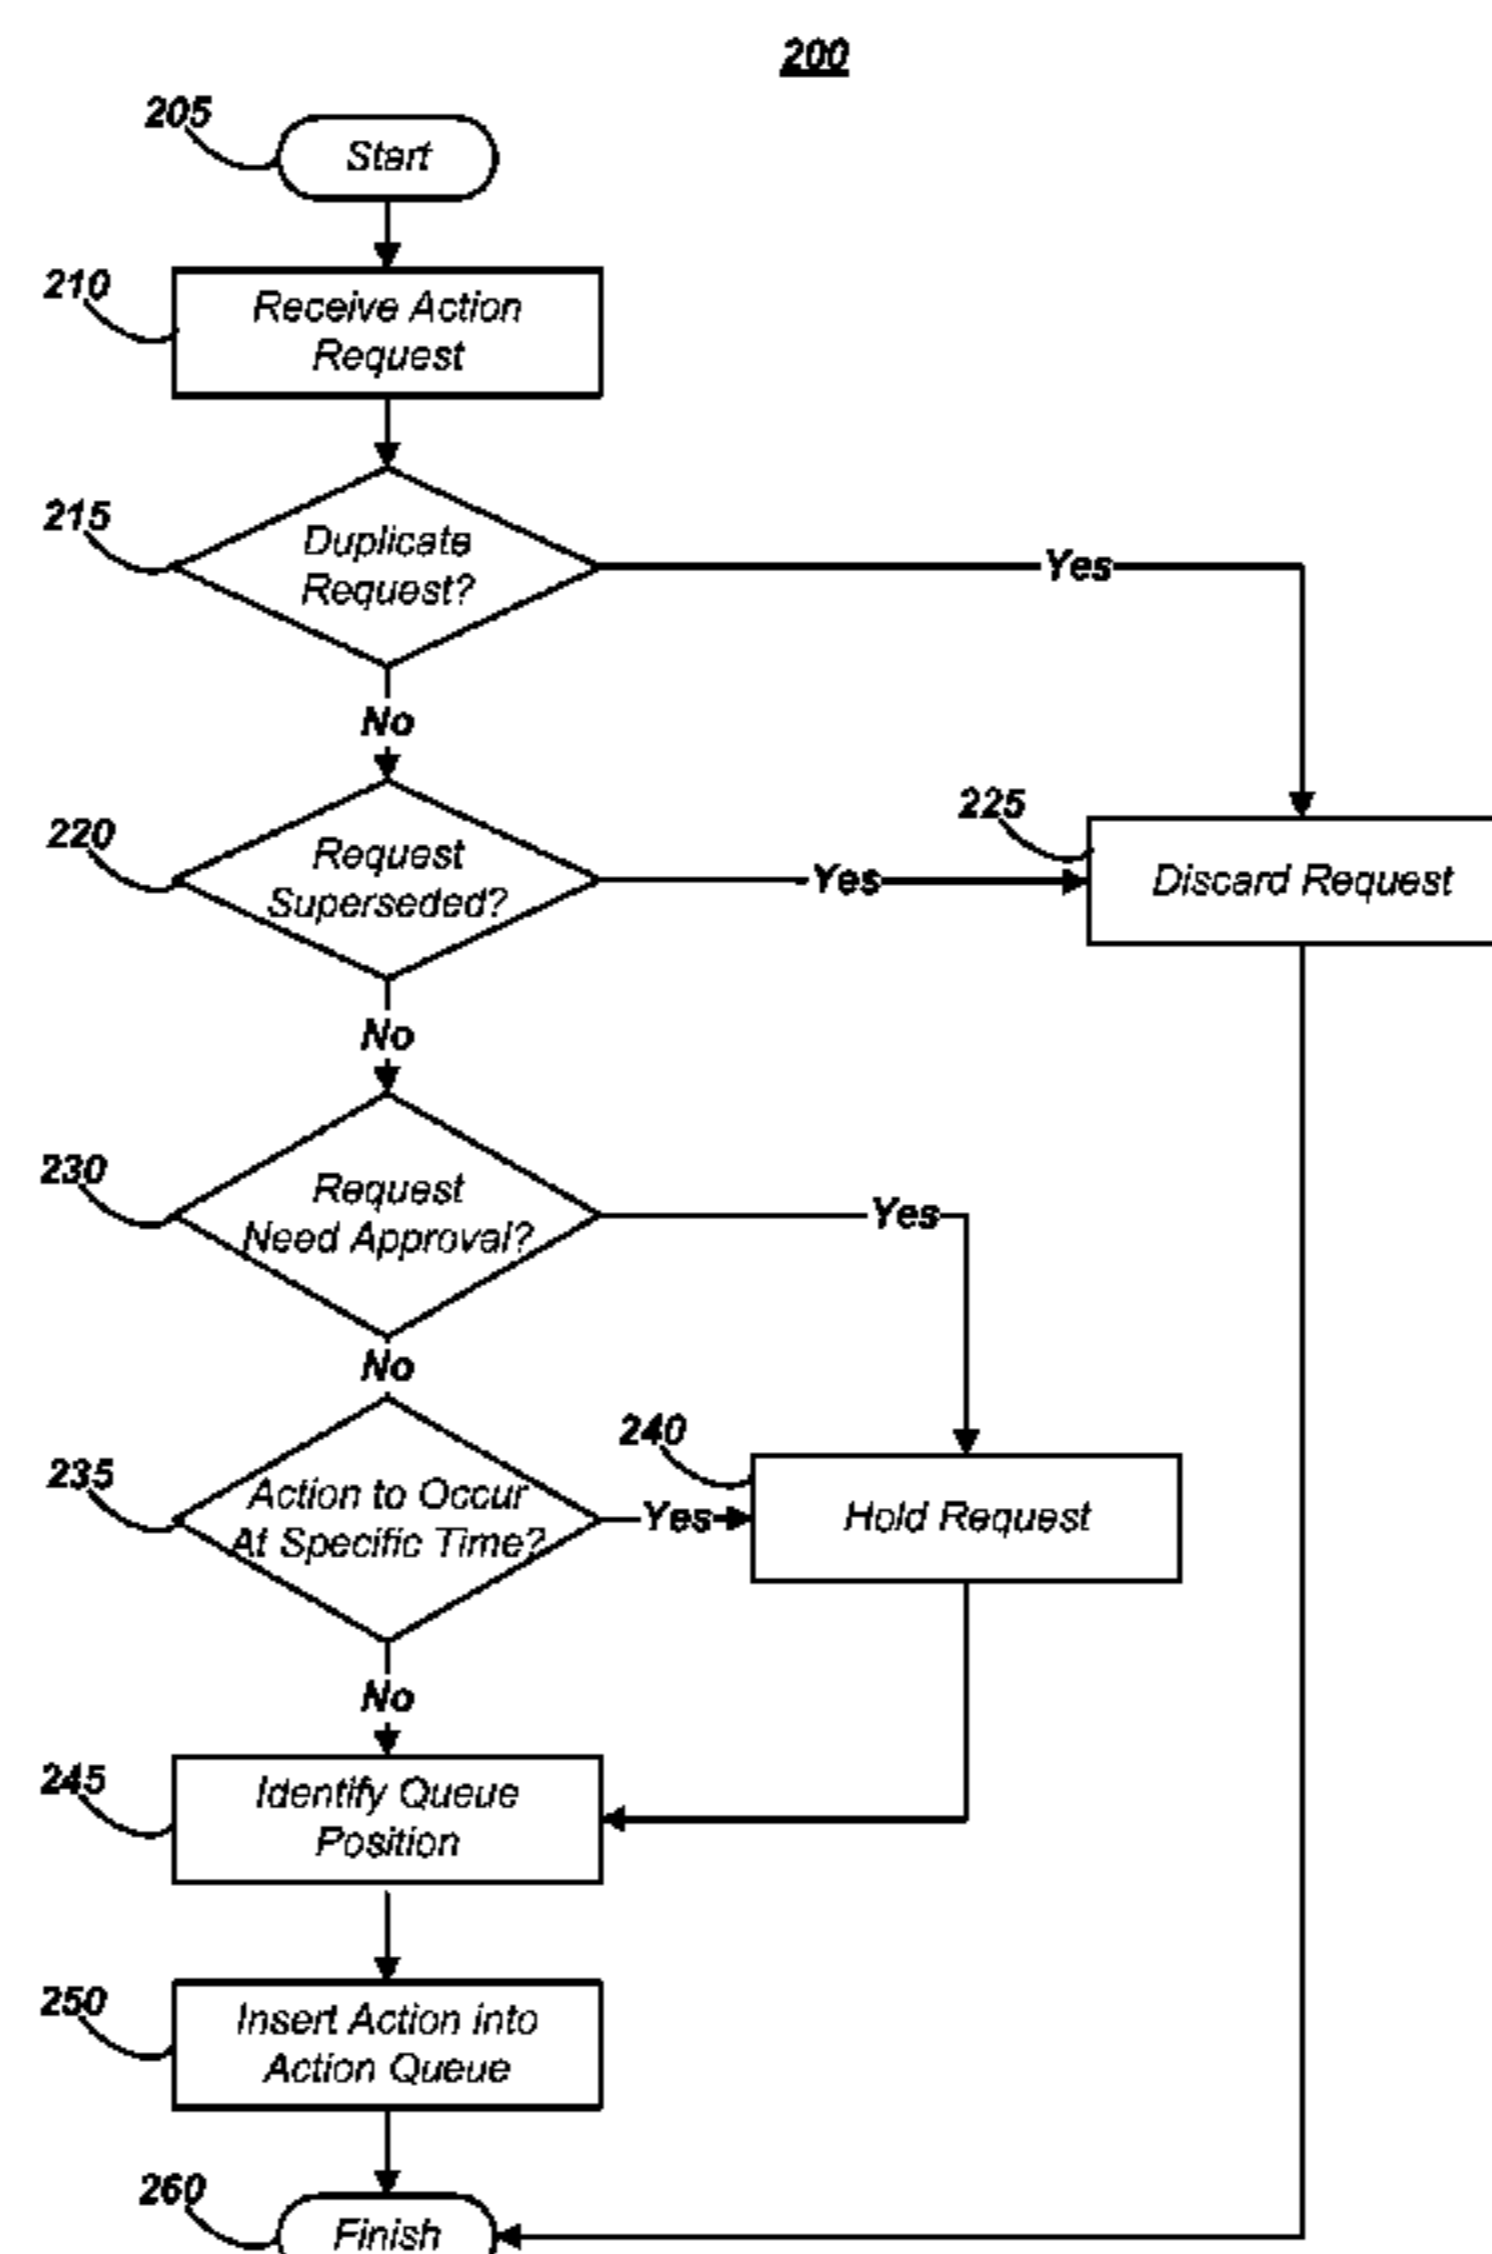 200
205
Start
210
Receive Action
Request
215
Duplicate
Request?
Yes
No
220
Request
Superseded?
Yes
225
Discard Request
No
230
Request
Need Approval?
Yes
No
235
Action to Occur
At Specific Time?
Yes
240
Hold Request
No
245
Identify Queue
Position
250
Insert Action into
Action Queue
260
Finish